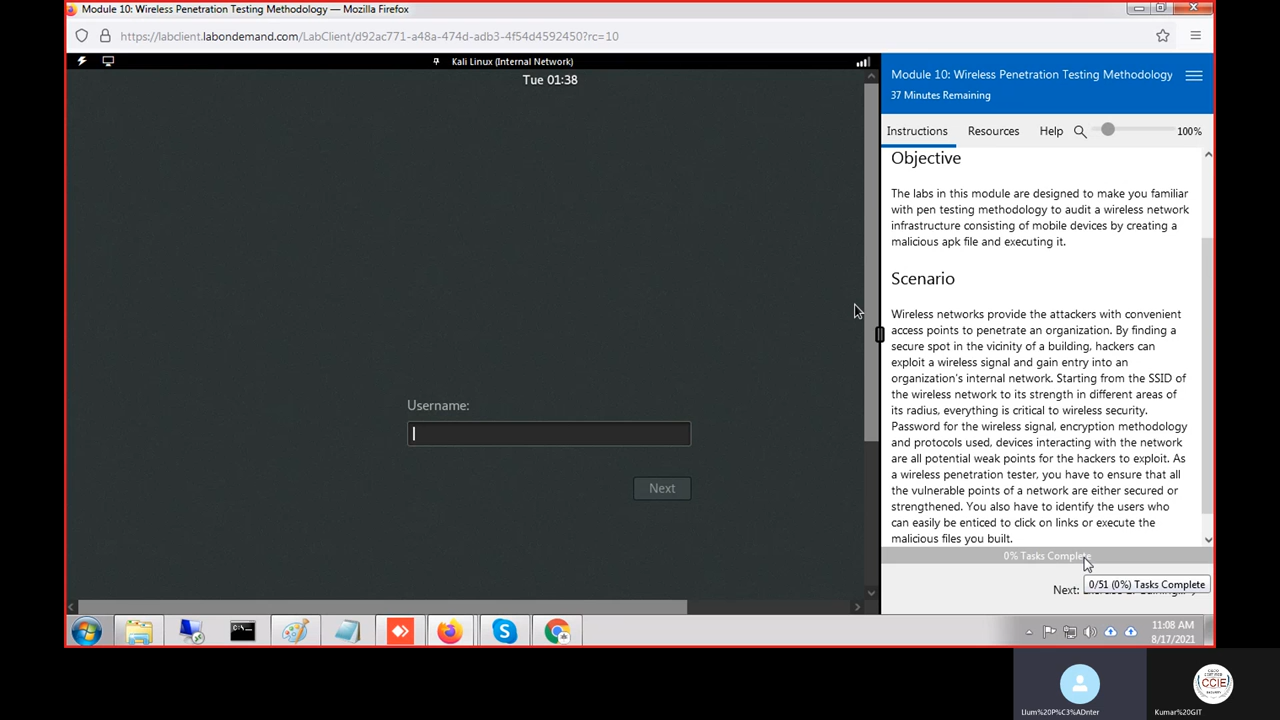 Module 10: Wireless Penetration Testing Methodology — Mozilla Firefox
https://labclient.labondemand.com/LabClient/d92ac771-a48a-474d-adb3-4f54d4592450?rc=10
Kali Linux (Internal Network)
Tue 01:38
Username:
Next
Module 10: Wireless Penetration Testing Methodology
37 Minutes Remaining
Instructions Resources Help 100%
Objective
The labs in this module are designed to make you familiar
with pen testing methodology to audit a wireless network
infrastructure consisting of mobile devices by creating a
malicious apk file and executing it.
Scenario
Wireless networks provide the attackers with convenient
access points to penetrate an organization. By finding a
secure spot in the vicinity of a building, hackers can
exploit a wireless signal and gain entry into an
organization's internal network. Starting from the SSID of
the wireless network to its strength in different areas of
its radius, everything is critical to wireless security.
Password for the wireless signal, encryption methodology
and protocols used, devices interacting with the network
are all potential weak points for the hackers to exploit. As
a wireless penetration tester, you have to ensure that all
the vulnerable points of a network are either secured or
strengthened. You also have to identify the users who
can easily be enticed to click on links or execute the
malicious files you built.
0% Tasks Complete
0/51 (0%) Tasks Complete
Next:
11:08 AM
8/17/2021
Llum%20P%C3%ADnter
Kumar%20GIT
CCIE